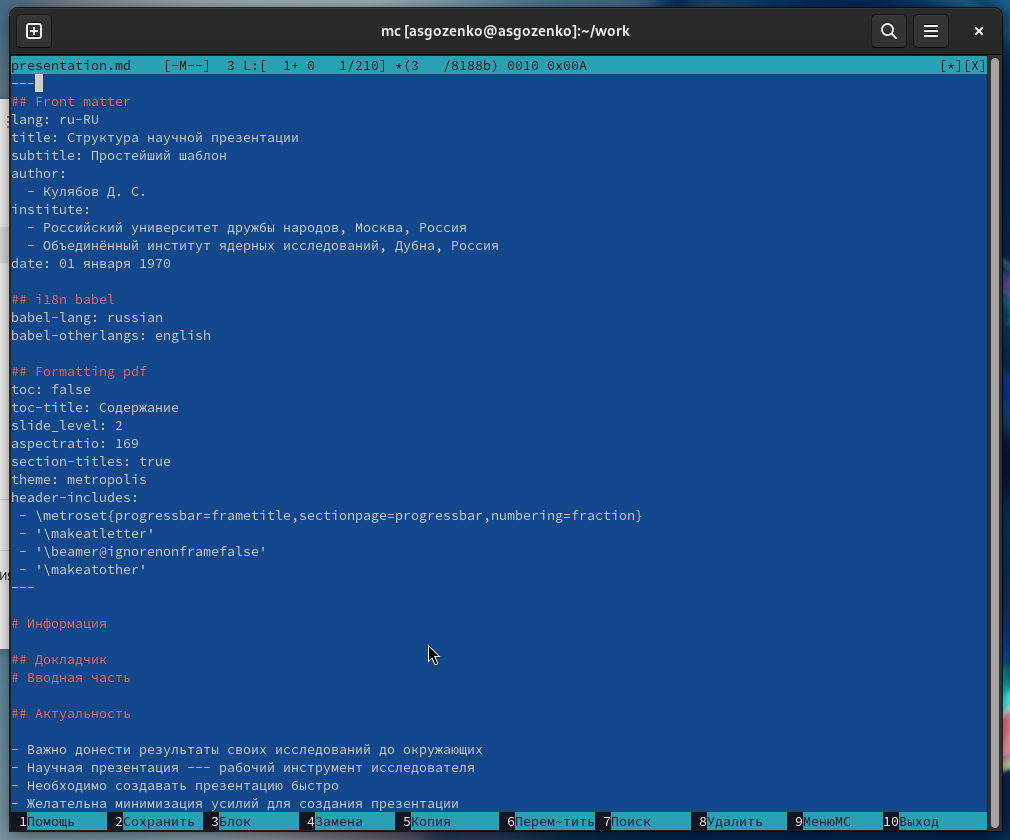 mc [asgozenko@asgozenko]:~/work
presentation.md [-M--] 3 L:[ 1+ 0 1/210] *(3 /8188b) 0010 0x00A [*][X]
---
## Front matter
lang: ru-RU
title: Структура научной презентации
subtitle: Простейший шаблон
author:
  - Кулябов Д. С.
institute:
  - Российский университет дружбы народов, Москва, Россия
  - Объединённый институт ядерных исследований, Дубна, Россия
date: 01 января 1970

## i18n babel
babel-lang: russian
babel-otherlangs: english

## Formatting pdf
toc: false
toc-title: Содержание
slide_level: 2
aspectratio: 169
section-titles: true
theme: metropolis
header-includes:
 - \metroset{progressbar=frametitle,sectionpage=progressbar,numbering=fraction}
 - '\makeatletter'
 - '\beamer@ignorenonframefalse'
 - '\makeatother'
---

# Информация

## Докладчик
# Вводная часть

## Актуальность

- Важно донести результаты своих исследований до окружающих
- Научная презентация --- рабочий инструмент исследователя
- Необходимо создавать презентацию быстро
- Желательна минимизация усилий для создания презентации
1Помощь 2Сохранить 3Блок 4Замена 5Копия 6Перем~тить 7Поиск 8Удалить 9МенюMC 10Выход